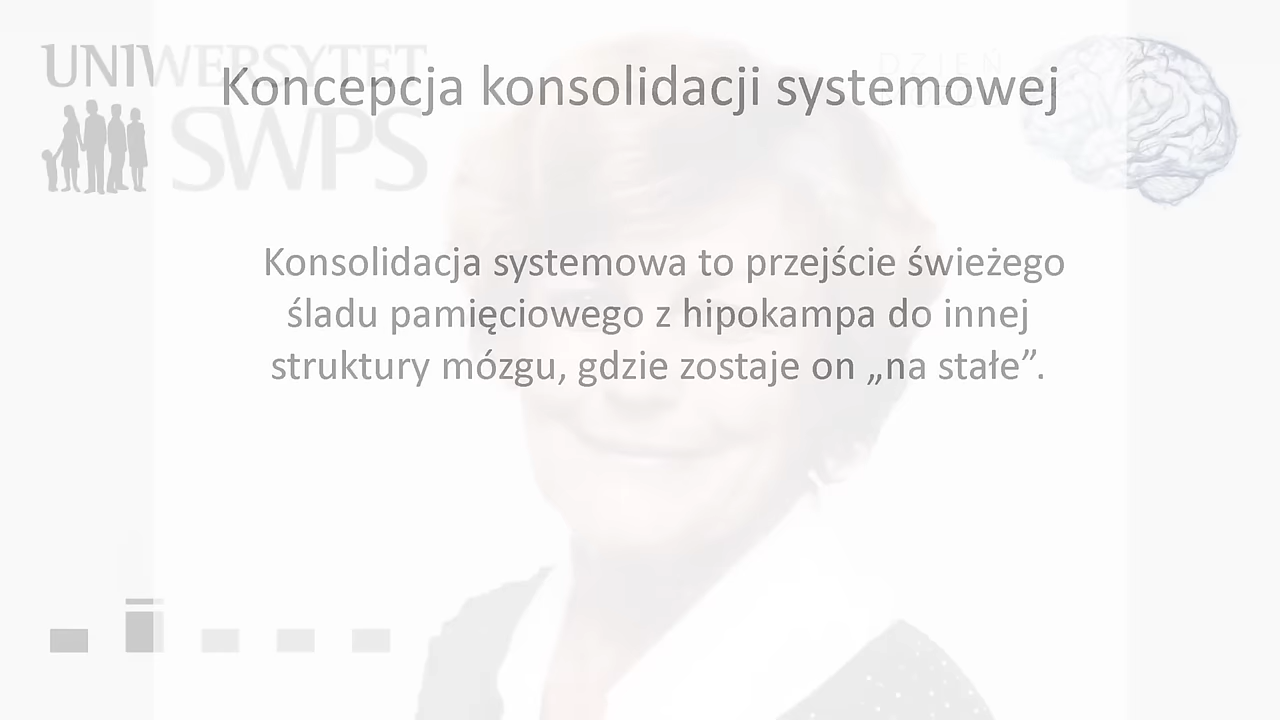 UNIWERSYTET
SWPS
DZIEŃ
Koncepcja konsolidacji systemowej
Konsolidacja systemowa to przejście świeżego
śladu pamięciowego z hipokampa do innej
struktury mózgu, gdzie zostaje on „na stałe”.